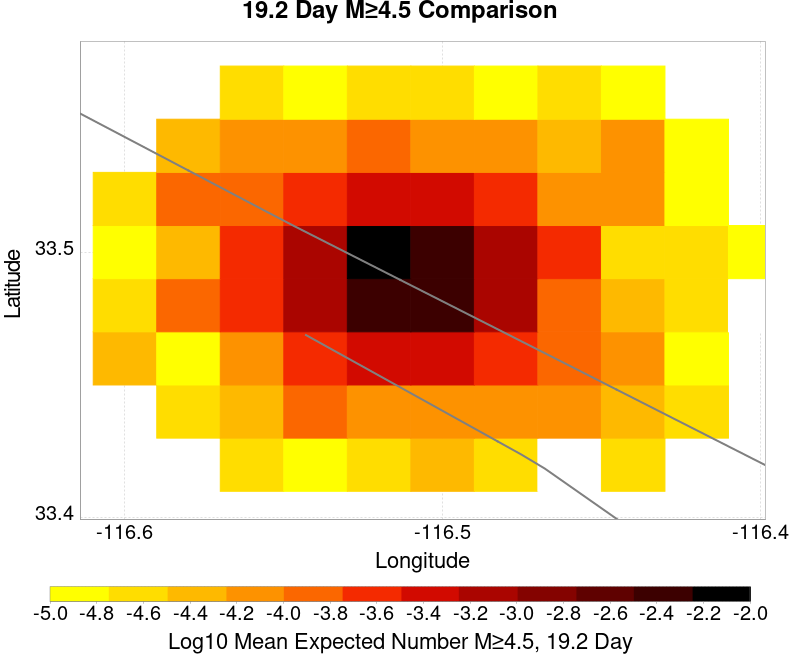 19.2 Day M≥4.5 Comparison
Latitude
33.5
33.4
-116.6 -116.5 -116.4
Longitude
-5.0 -4.8 -4.6 -4.4 -4.2 -4.0 -3.8 -3.6 -3.4 -3.2 -3.0 -2.8 -2.6 -2.4 -2.2 -2.0
Log10 Mean Expected Number M≥4.5, 19.2 Day